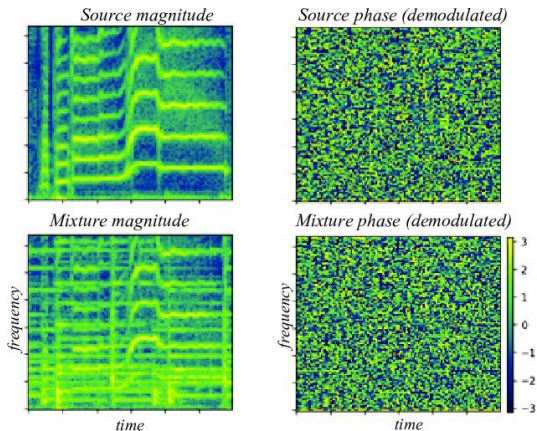 Source magnitude
Source phase (demodulated)
Mixture magnitude
Mixture phase (demodulated)
frequency
frequency
3
2
1
0
−1
−2
−3
time
time